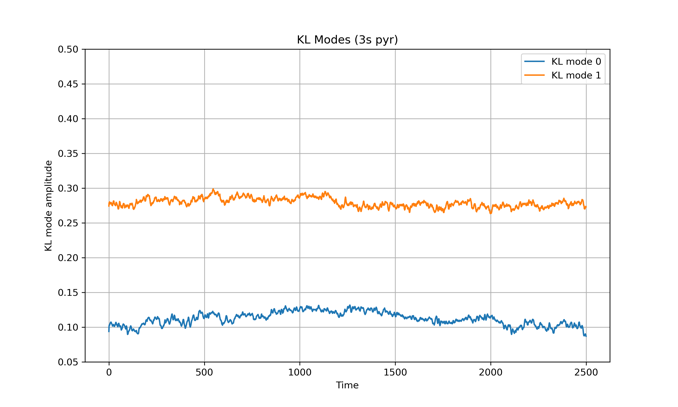 KL Modes (3s pyr)
KL mode 0
KL mode 1
KL mode amplitude
0.50
0.45
0.40
0.35
0.30
0.25
0.20
0.15
0.10
0.05
0 500 1000 1500 2000 2500
Time